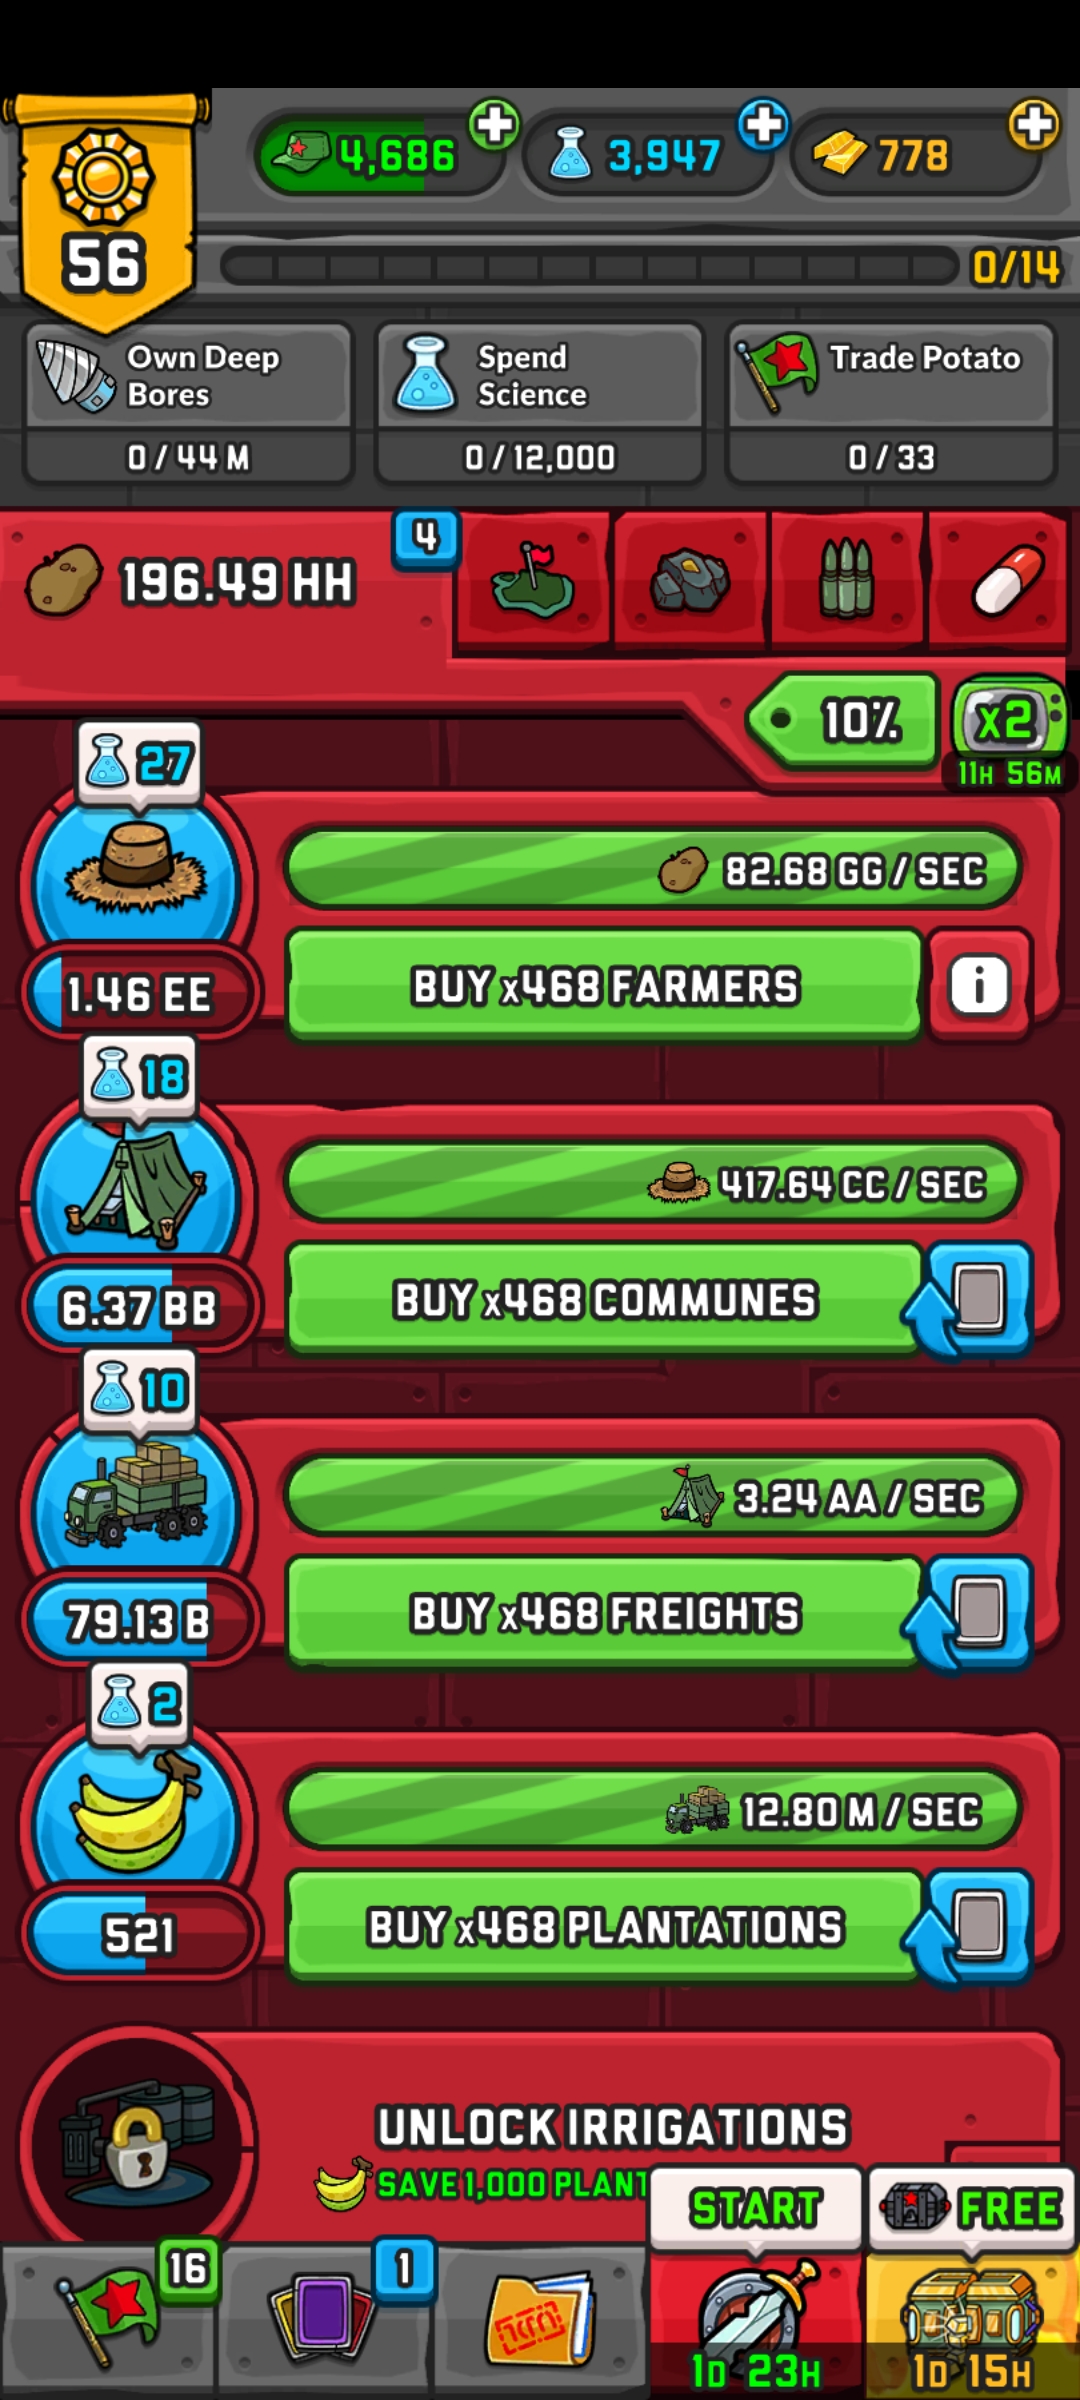 56
4,686
3,947
778
0/14
Own Deep
Bores
0 / 44 M
Spend
Science
0 / 12,000
Trade Potato
0 / 33
196.49 HH
4
10%
x2
11H 56M
27
82.68 GG / SEC
1.46 EE
BUY x468 FARMERS
i
18
417.64 CC / SEC
6.37 BB
BUY x468 COMMUNES
10
3.24 AA / SEC
79.13 B
BUY x468 FREIGHTS
2
12.80 M / SEC
521
BUY x468 PLANTATIONS
UNLOCK IRRIGATIONS
SAVE 1,000 PLANT
START
FREE
16
1
1D 23H
1D 15H